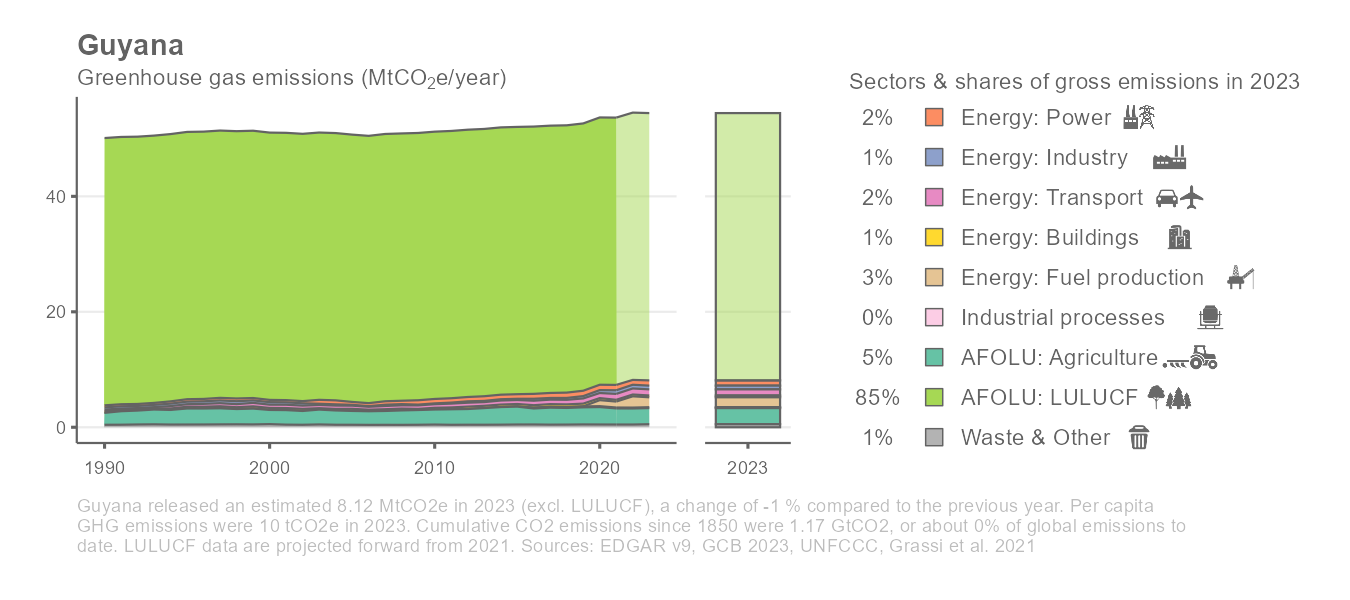 Guyana
Greenhouse gas emissions (MtCO₂e/year)
40
20
0
1990
2000
2010
2020
2023
Sectors & shares of gross emissions in 2023
2% Energy: Power
1% Energy: Industry
2% Energy: Transport
1% Energy: Buildings
3% Energy: Fuel production
0% Industrial processes
5% AFOLU: Agriculture
85% AFOLU: LULUCF
1% Waste & Other
Guyana released an estimated 8.12 MtCO2e in 2023 (excl. LULUCF), a change of -1 % compared to the previous year. Per capita
GHG emissions were 10 tCO2e in 2023. Cumulative CO2 emissions since 1850 were 1.17 GtCO2, or about 0% of global emissions to
date. LULUCF data are projected forward from 2021. Sources: EDGAR v9, GCB 2023, UNFCCC, Grassi et al. 2021